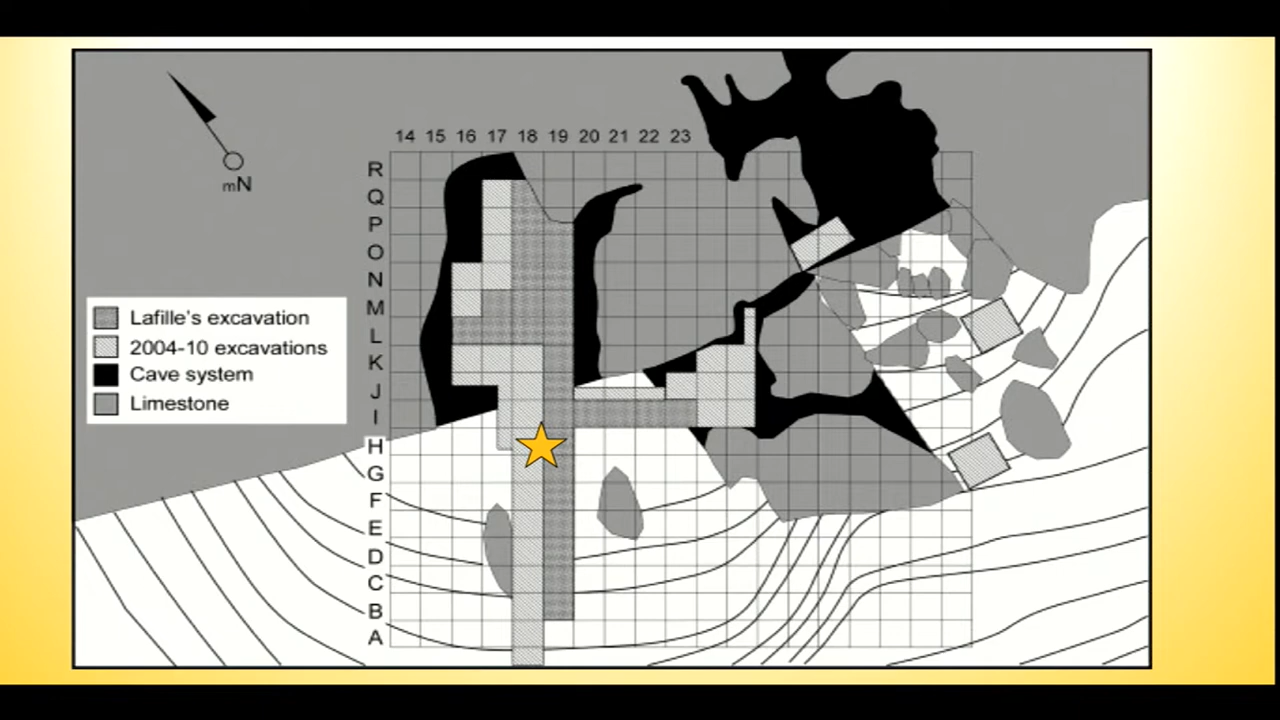 14 15 16 17 18 19 20 21 22 23
R
Q
P
O
N
M
L
K
J
I
H
G
F
E
D
C
B
A
mN
Lafille's excavation
2004-10 excavations
Cave system
Limestone